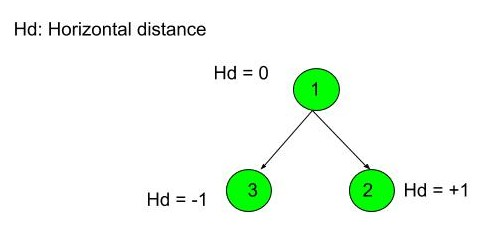 Hd: Horizontal distance
Hd = 0
1
Hd = -1
3
2
Hd = +1